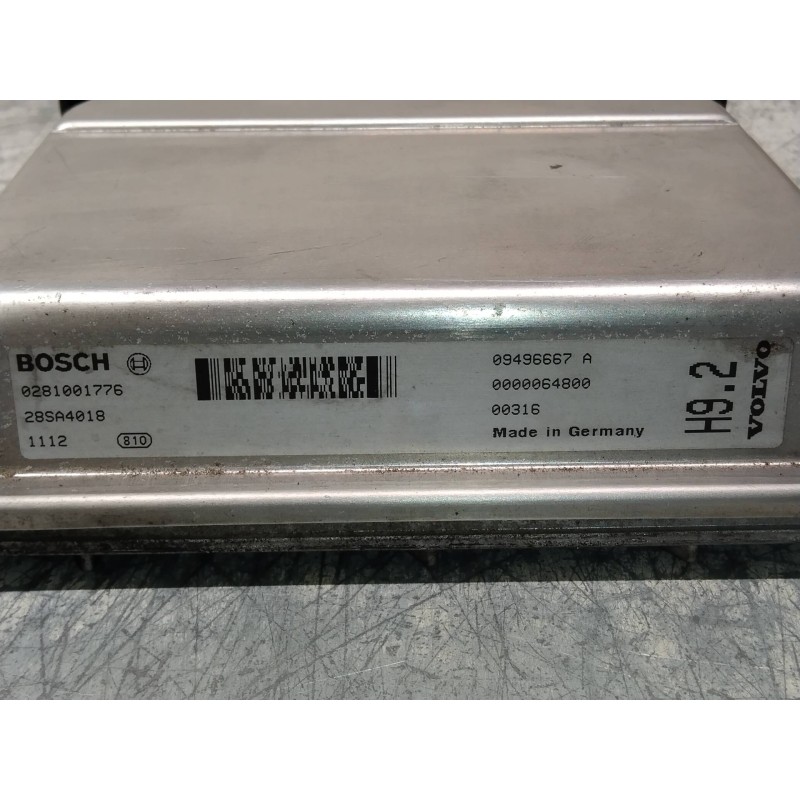 BOSCH
0281001776
28SA4018
1112 810
09496667 A
0000064800
00316
Made in Germany
H9.2
VOLVO